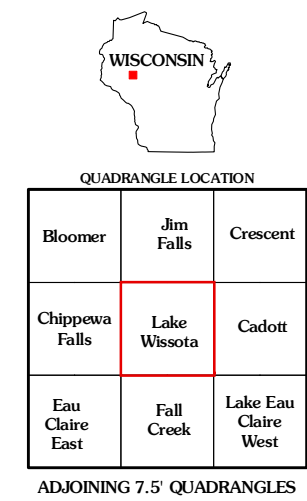 WISCONSIN
QUADRANGLE LOCATION
Bloomer
Jim
Falls
Crescent
Chippewa
Falls
Lake
Wissota
Cadott
Eau
Claire
East
Fall
Creek
Lake Eau
Claire
West
ADJOINING 7.5' QUADRANGLES